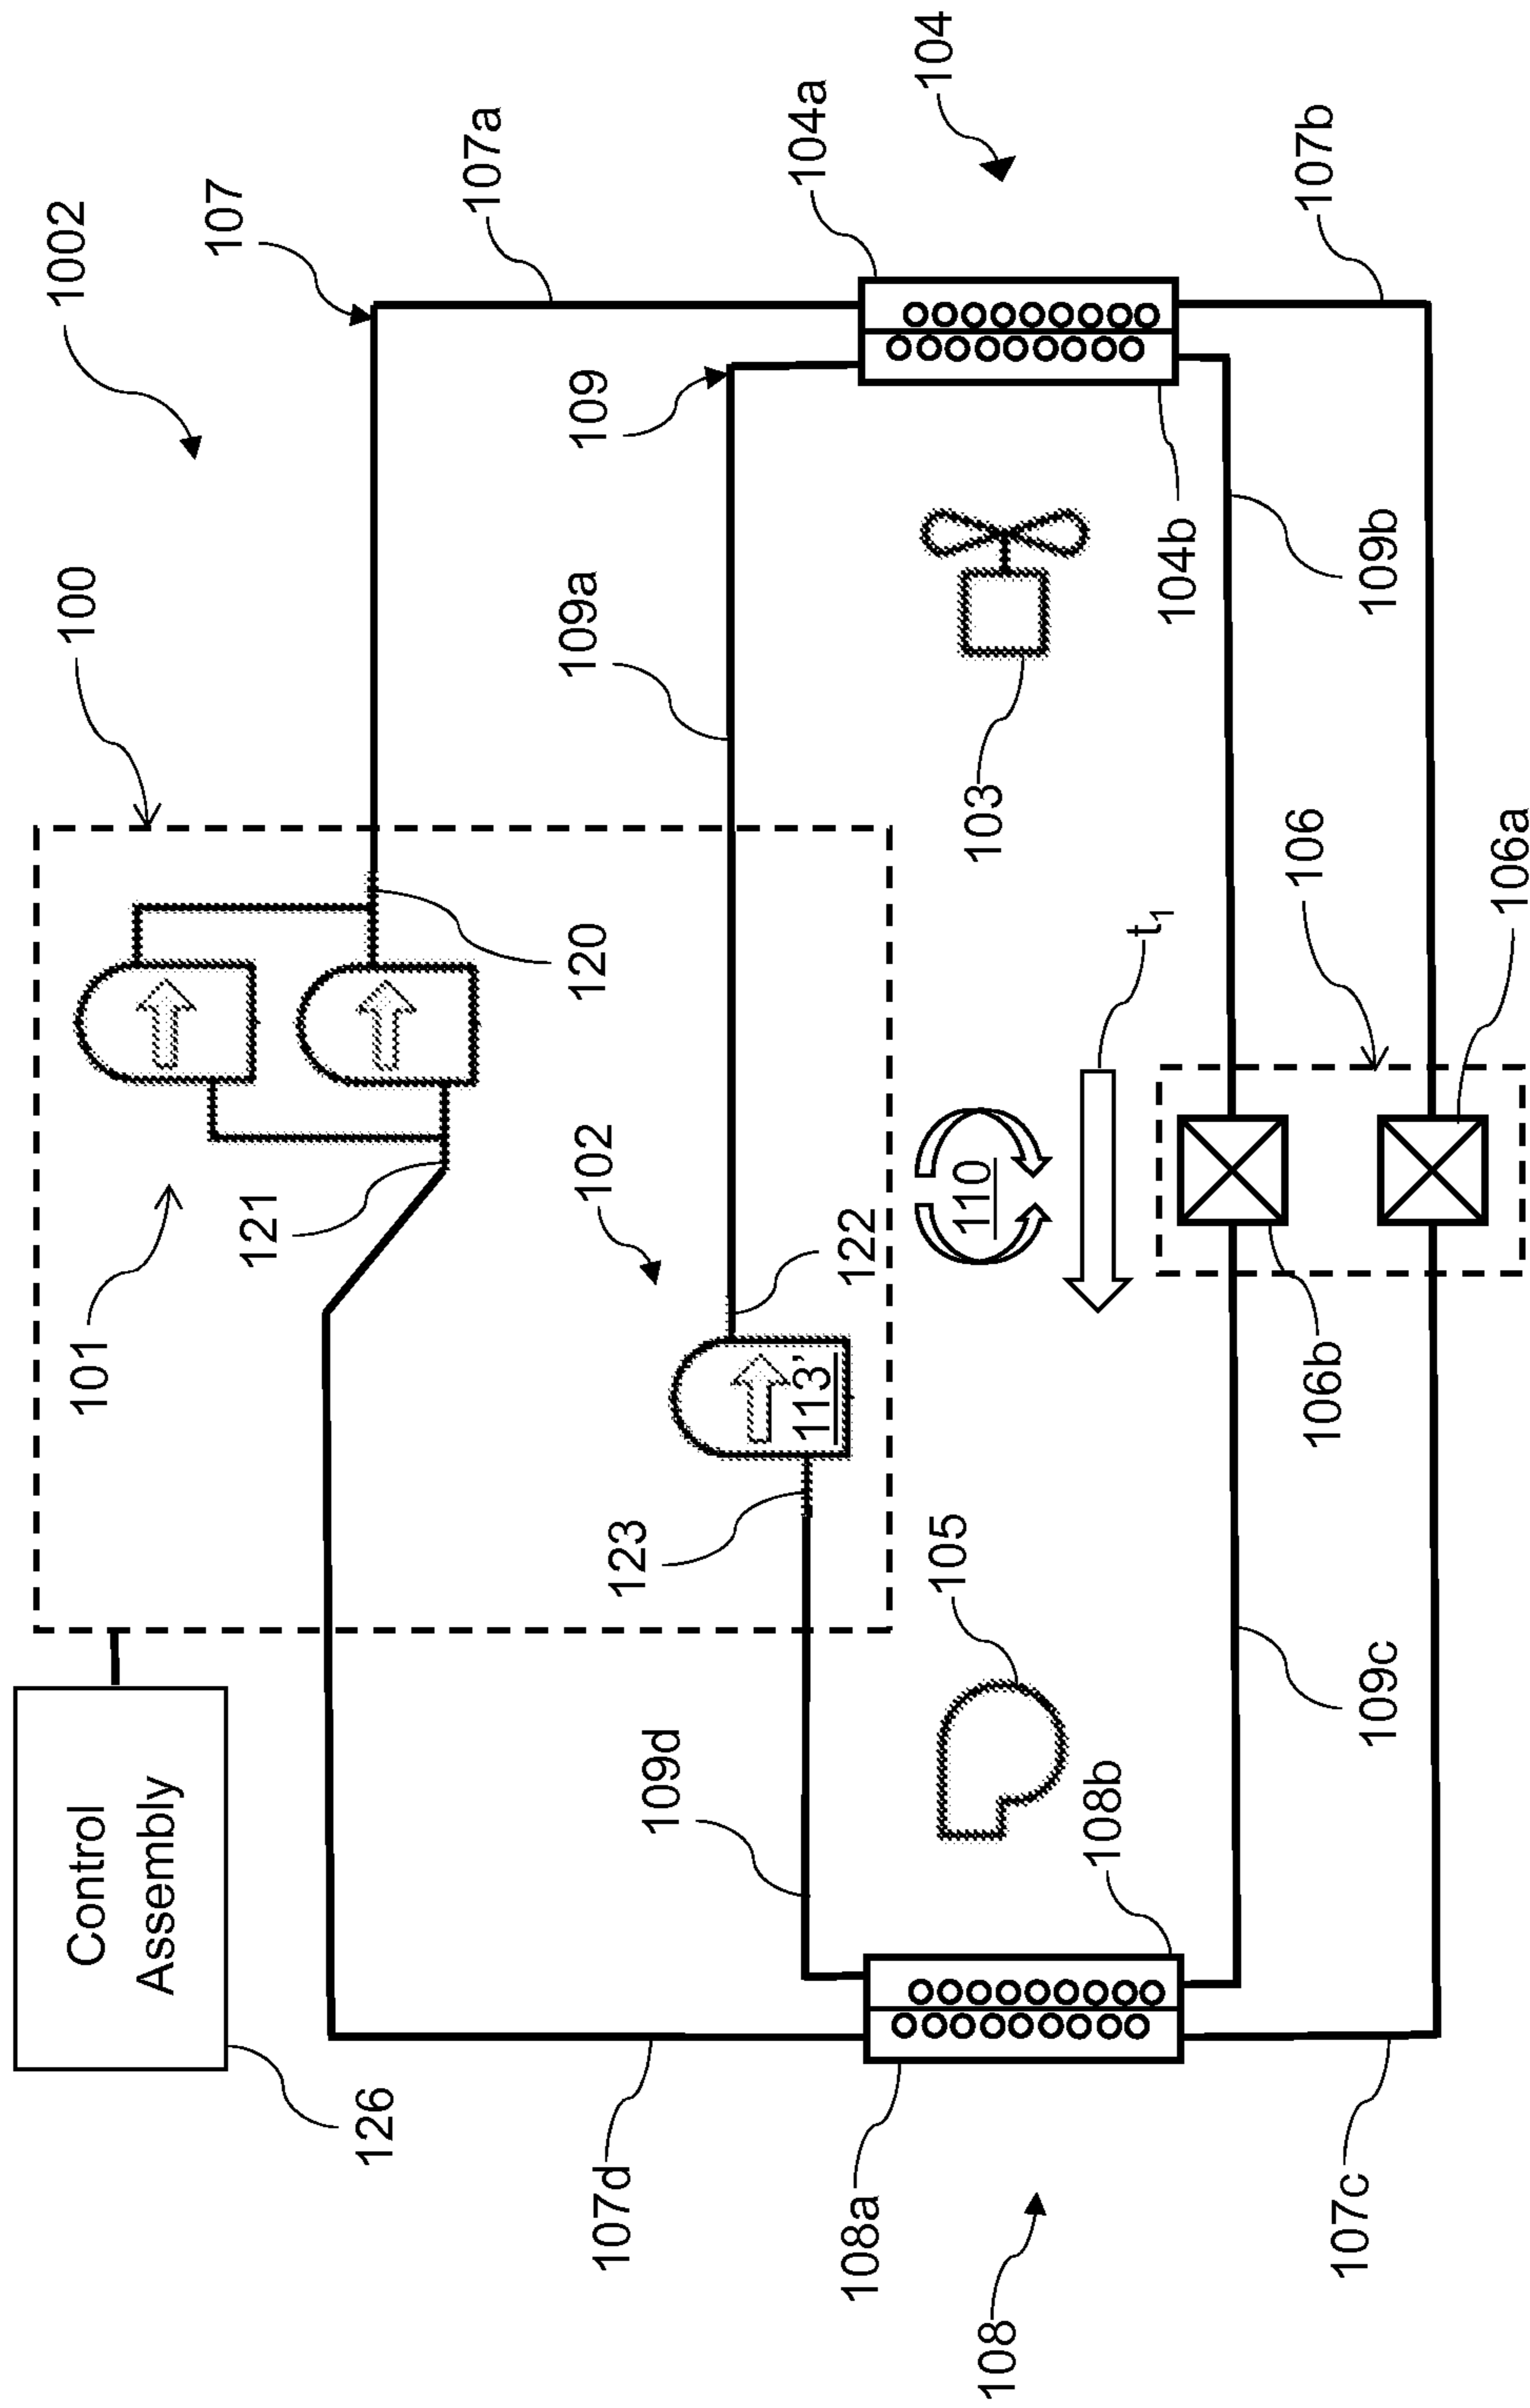 Control
Assembly
100
1002
101
107
121
126
107a
102
120
109a
109
107d
123
109d
104a
113'
122
108a
104
105
110
103
108
108b
t₁
104b
106
107b
106b
107c
109c
109b
106a